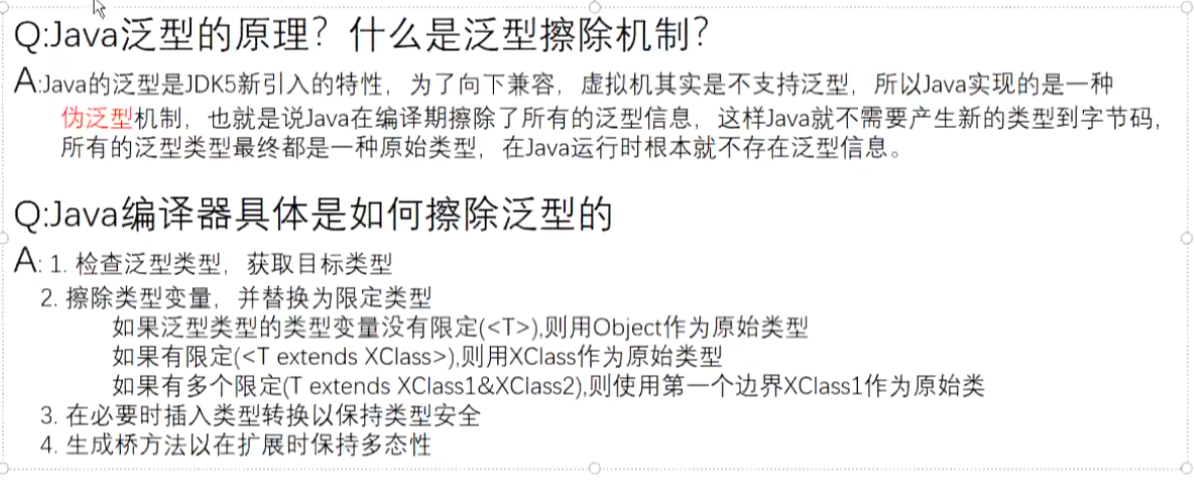 Q:Java泛型的原理？什么是泛型擦除机制？
A:Java的泛型是JDK5新引入的特性，为了向下兼容，虚拟机其实是不支持泛型，所以Java实现的是一种
伪泛型机制，也就是说Java在编译期擦除了所有的泛型信息，这样Java就不需要产生新的类型到字节码，
所有的泛型类型最终都是一种原始类型，在Java运行时根本就不存在泛型信息。
Q:Java编译器具体是如何擦除泛型的
A: 1. 检查泛型类型，获取目标类型
2. 擦除类型变量，并替换为限定类型
如果泛型类型的类型变量没有限定(<T>),则用Object作为原始类型
如果有限定(<T extends XClass>),则用XClass作为原始类型
如果有多个限定(T extends XClass1&XClass2),则使用第一个边界XClass1作为原始类
3. 在必要时插入类型转换以保持类型安全
4. 生成桥方法以在扩展时保持多态性